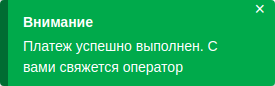 Внимание
Платеж успешно выполнен. С
вами свяжется оператор